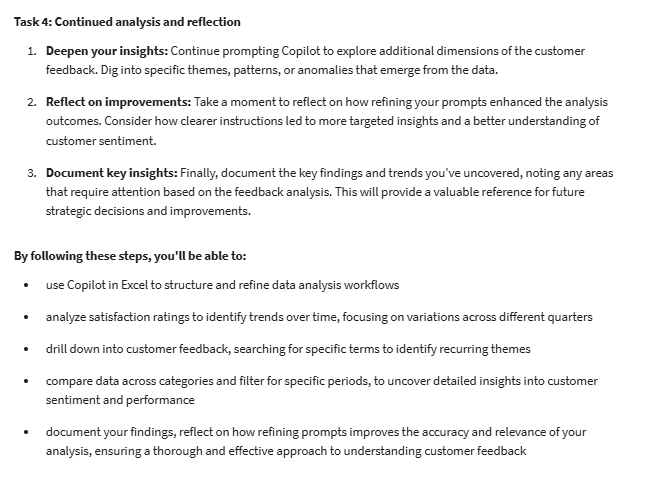 Task 4: Continued analysis and reflection
1. Deepen your insights: Continue prompting Copilot to explore additional dimensions of the customer
feedback. Dig into specific themes, patterns, or anomalies that emerge from the data.
2. Reflect on improvements: Take a moment to reflect on how refining your prompts enhanced the analysis
outcomes. Consider how clearer instructions led to more targeted insights and a better understanding of
customer sentiment.
3. Document key insights: Finally, document the key findings and trends you've uncovered, noting any areas
that require attention based on the feedback analysis. This will provide a valuable reference for future
strategic decisions and improvements.
By following these steps, you'll be able to:
• use Copilot in Excel to structure and refine data analysis workflows
• analyze satisfaction ratings to identify trends over time, focusing on variations across different quarters
• drill down into customer feedback, searching for specific terms to identify recurring themes
• compare data across categories and filter for specific periods, to uncover detailed insights into customer
sentiment and performance
• document your findings, reflect on how refining prompts improves the accuracy and relevance of your
analysis, ensuring a thorough and effective approach to understanding customer feedback